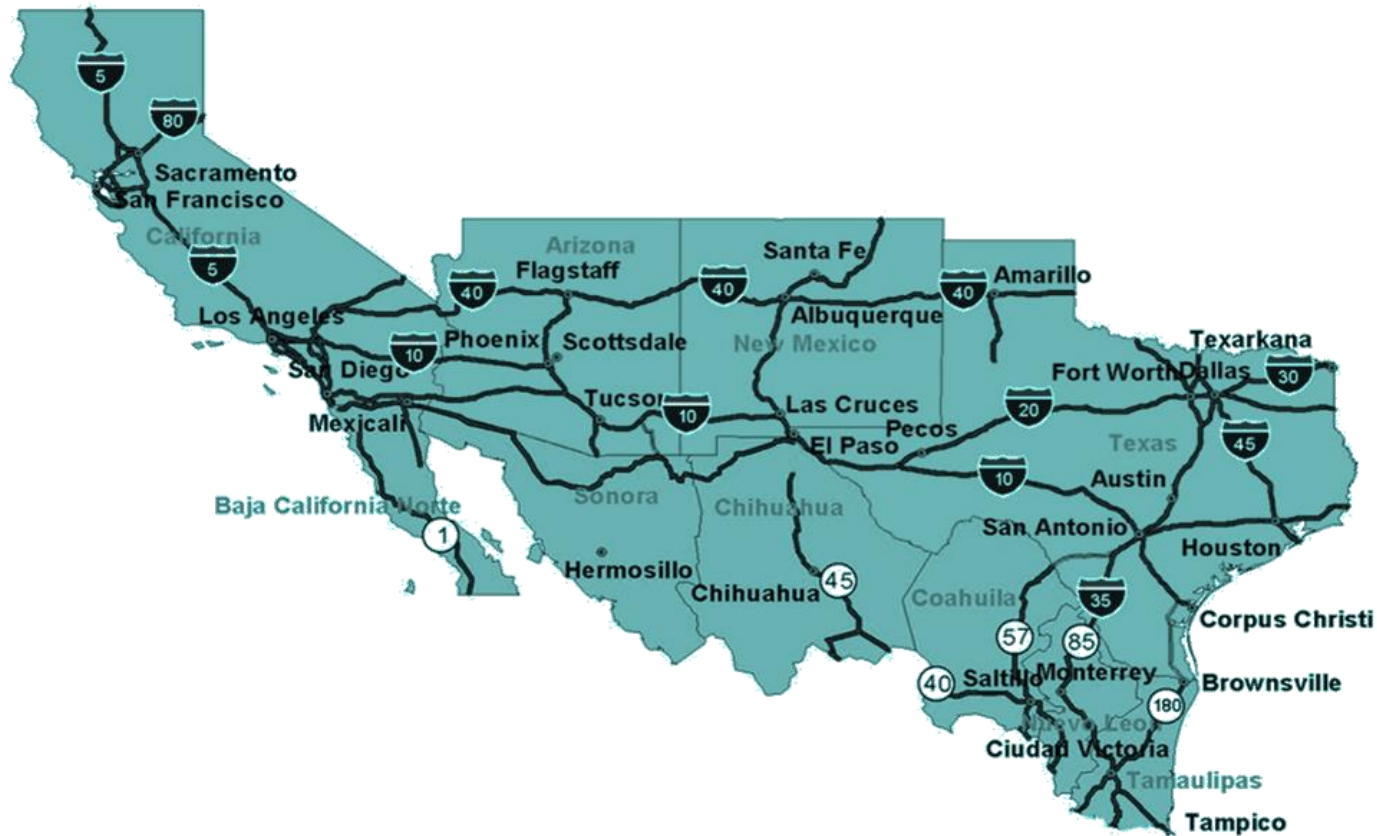 5
80
Sacramento
San Francisco
California
5
Arizona
Santa Fe
Flagstaff
40
40
40
Amarillo
Los Angeles
Albuquerque
Phoenix
10
Scottsdale
New Mexico
Texarkana
San Diego
Fort Worth
Dallas
30
Tucson
10
Las Cruces
20
Mexicali
El Paso
Pecos
Texas
45
10
Austin
Baja California Norte
Sonora
Chihuahua
San Antonio
1
Houston
Hermosillo
Chihuahua
45
Coahuila
35
57
85
Corpus Christi
40
Saltillo
Monterrey
Brownsville
180
Nuevo Leon
Ciudad Victoria
Tamaulipas
Tampico